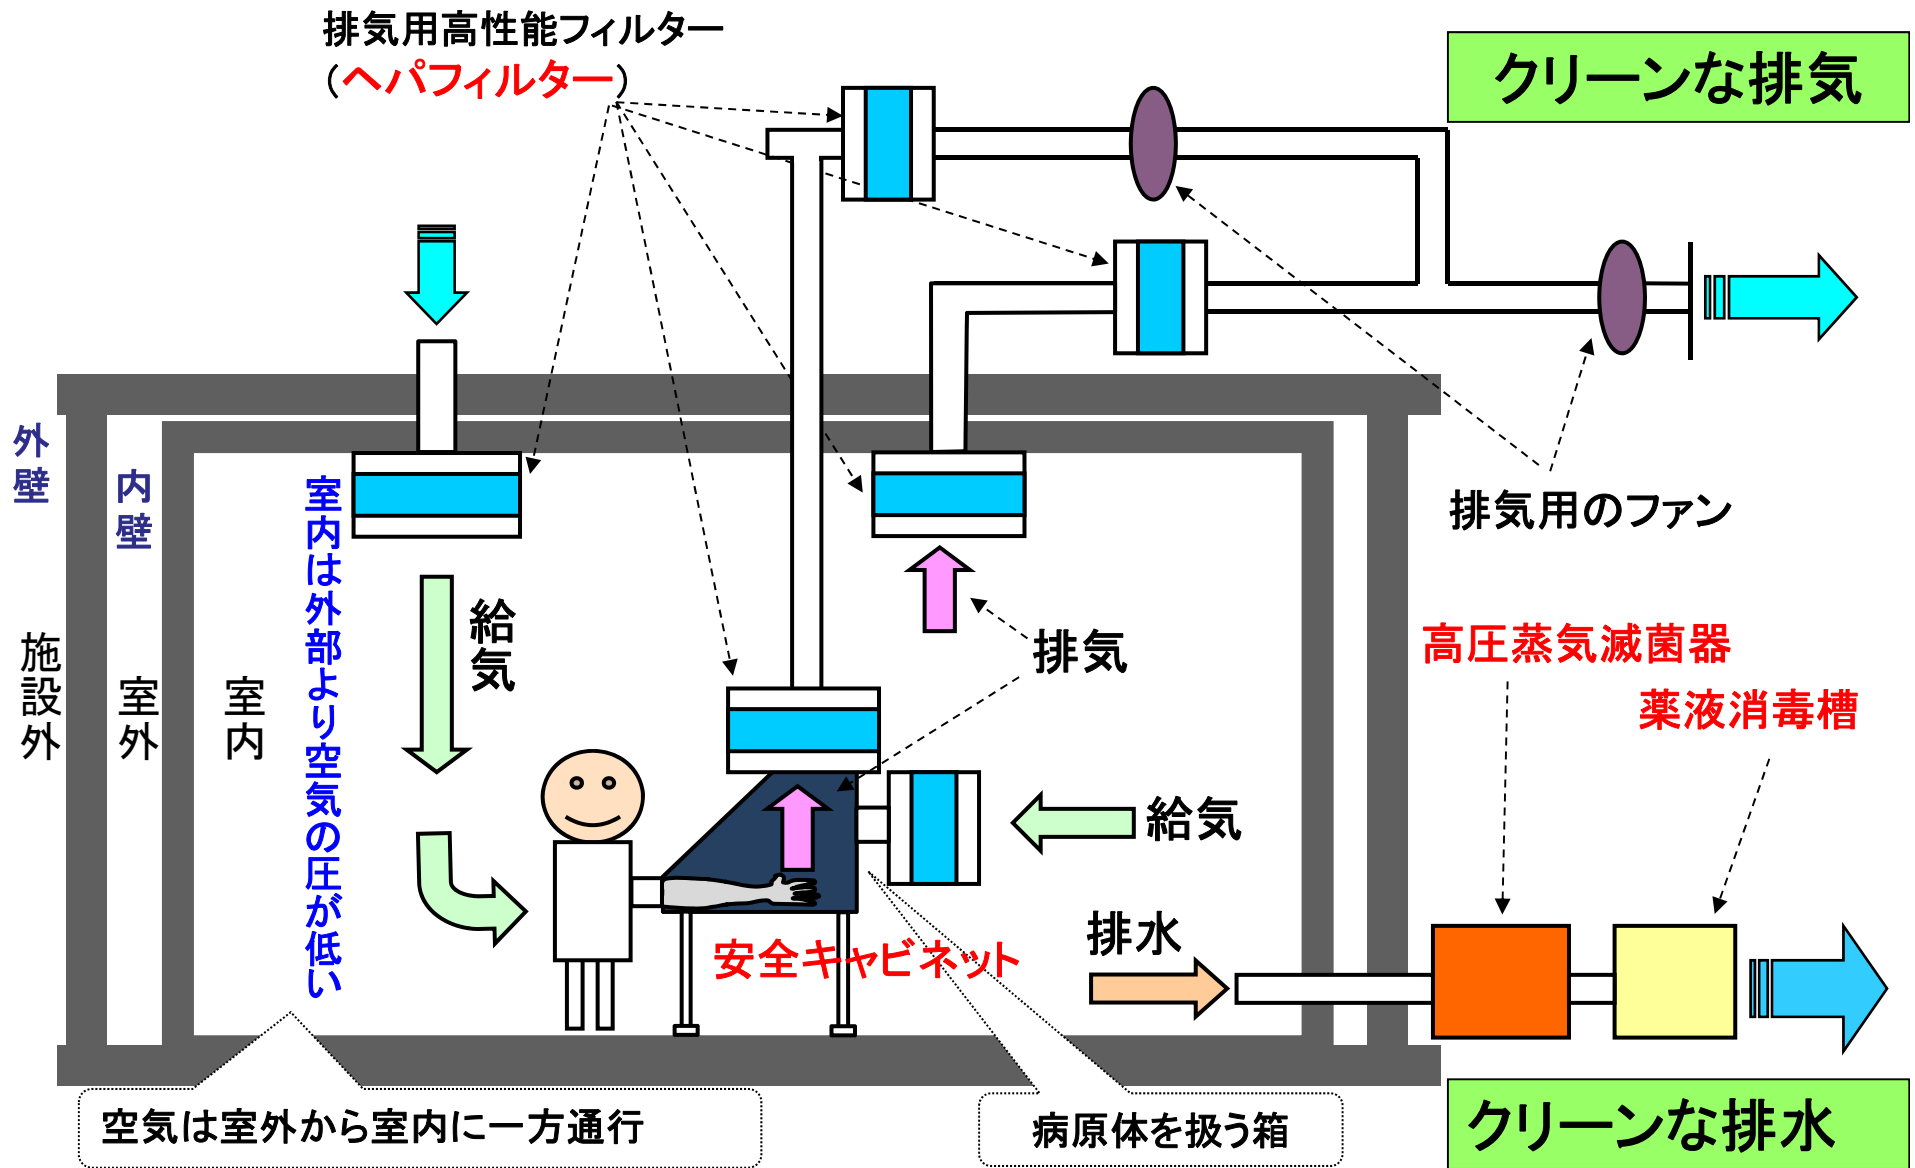 排気用高性能フィルター
（ヘパフィルター）
クリーンな排気
外壁
内壁
施設外
室外
室内
室内は外部より空気の圧が低い
給気
排気
排気用のファン
高圧蒸気滅菌器
薬液消毒槽
給気
安全キャビネット
排水
空気は室外から室内に一方通行
病原体を扱う箱
クリーンな排水